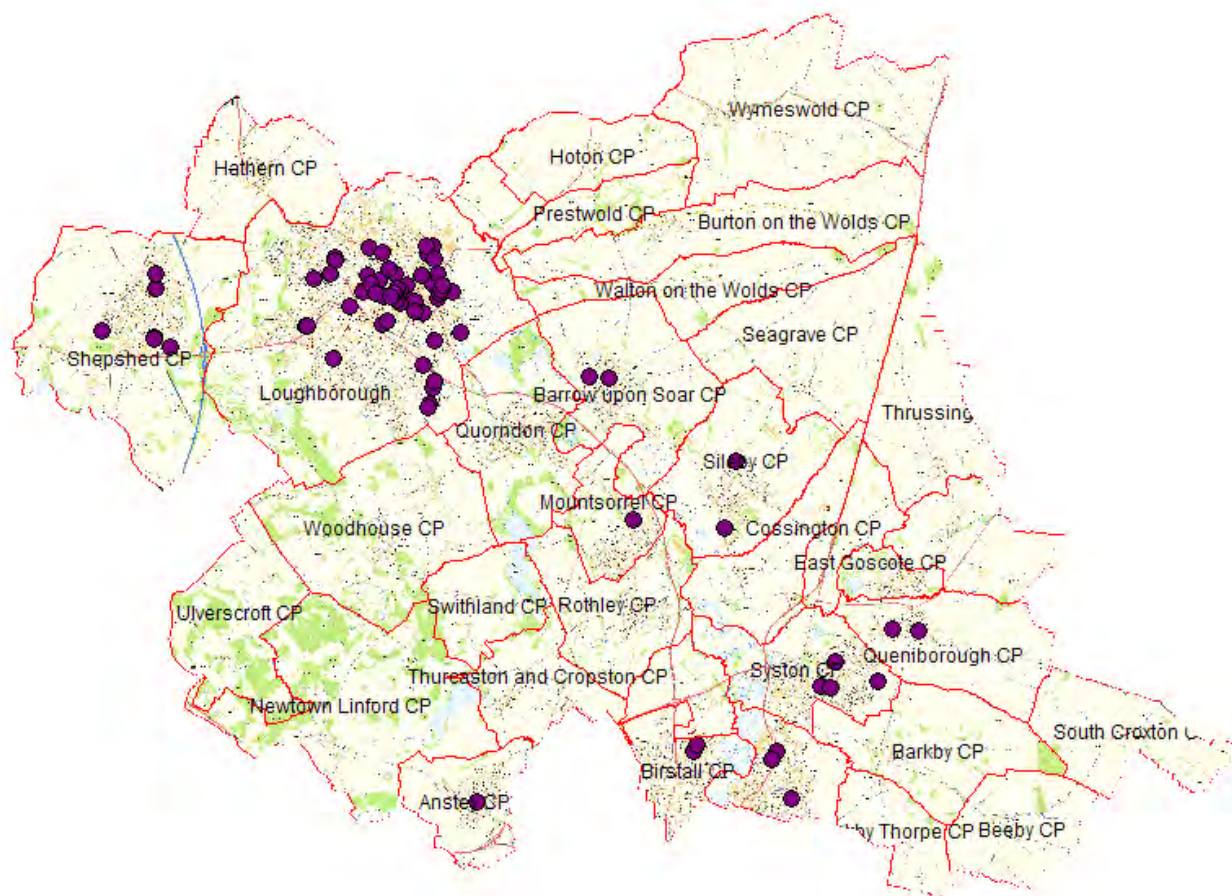 Wymeswold CP
Hoton CP
Hathern CP
Prestwold CP
Burton on the Wolds CP
Walton on the Wolds CP
Seagrave CP
Shepshed CP
Loughborough
Barrow upon Soar CP
Thrussing
Quorndon CP
Sileby CP
Mountsorrel CP
Woodhouse CP
Cossington CP
East Goscote CP
Ulverscroft CP
Swithland CP
Rothley CP
Queniborough CP
Syston CP
Thurcaston and Cropston CP
Newtown Linford CP
South Croxton C
Barkby CP
Birstall CP
Anstey CP
by Thorpe CP
Beeby CP